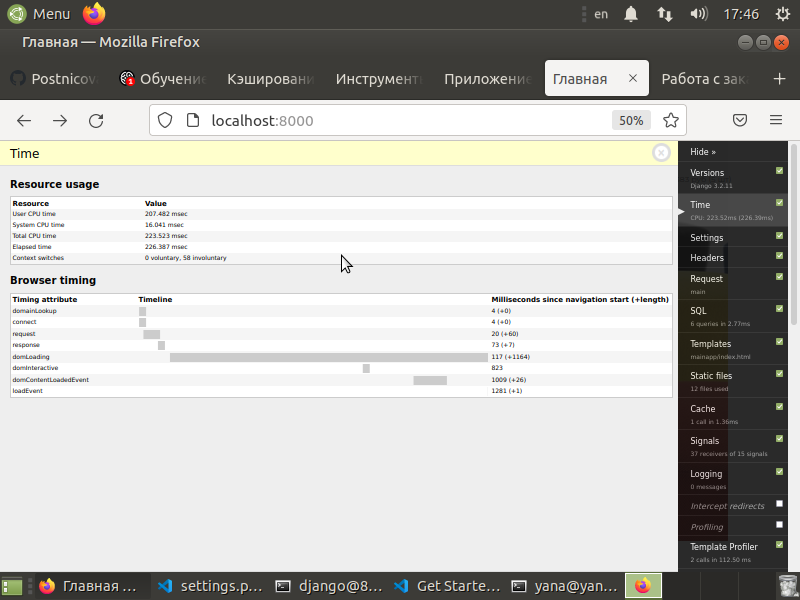 Menu
en
17:46
Главная — Mozilla Firefox
Postnicov
Обучение
Кэшировани
Инструмент
Приложение
Главная
Работа с зак
localhost:8000
50%
Time
Resource usage
Resource Value
User CPU time 207.482 msec
System CPU time 16.041 msec
Total CPU time 223.523 msec
Elapsed time 226.387 msec
Context switches 0 voluntary, 58 involuntary
Browser timing
Timing attribute Timeline Milliseconds since navigation start (+length)
domainLookup 4 (+0)
connect 4 (+0)
request 20 (+60)
response 73 (+7)
domLoading 117 (+1164)
domInteractive 823
domContentLoadedEvent 1009 (+26)
loadEvent 1281 (+1)
Hide »
Versions
Django 3.2.11
Time
CPU: 223.52ms (226.39ms)
Settings
Headers
Request
main
SQL
6 queries in 2.77ms
Templates
mainapp/index.html
Static files
12 files used
Cache
1 call in 1.36ms
Signals
37 receivers of 15 signals
Logging
0 messages
Intercept redirects
Profiling
Template Profiler
2 calls in 112.50 ms
Главная ...
settings.p...
django@8...
Get Starte...
yana@yan...